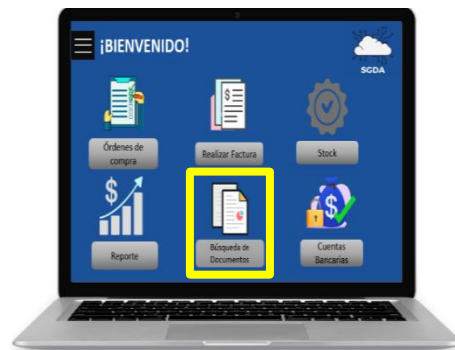 ¡BIENVENIDO!
SGDA
Órdenes de
compra
Realizar Factura
Stock
Reporte
Búsqueda de
Documentos
Cuentas
Bancarias